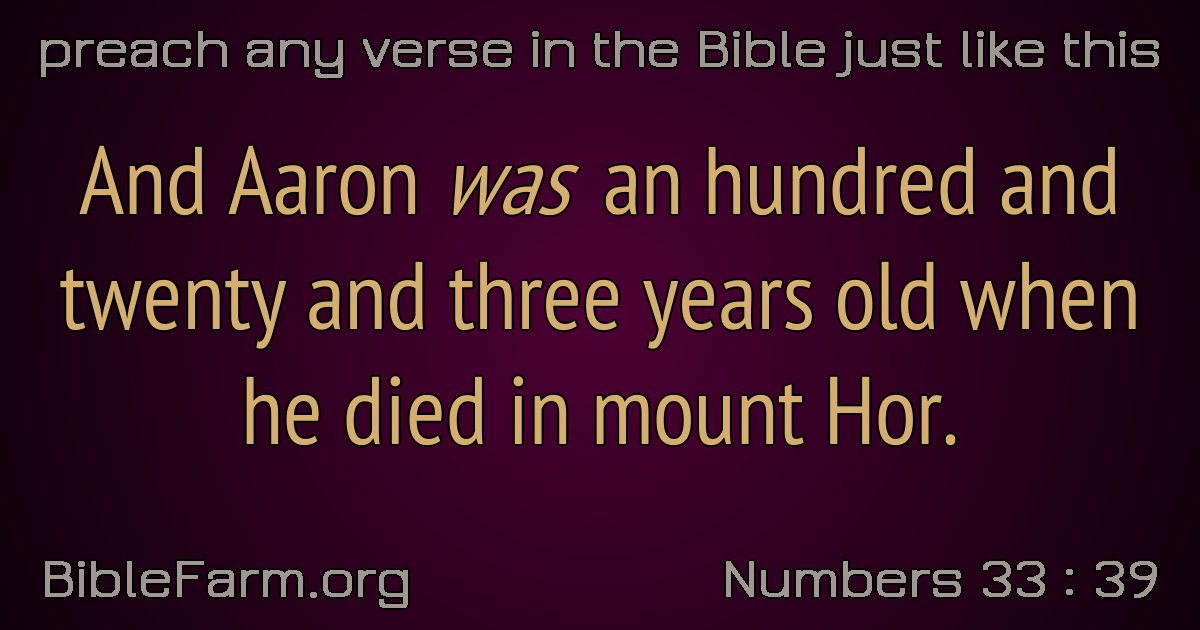 preach any verse in the Bible just like this
And Aaron was an hundred and
twenty and three years old when
he died in mount Hor.
BibleFarm.org
Numbers 33 : 39